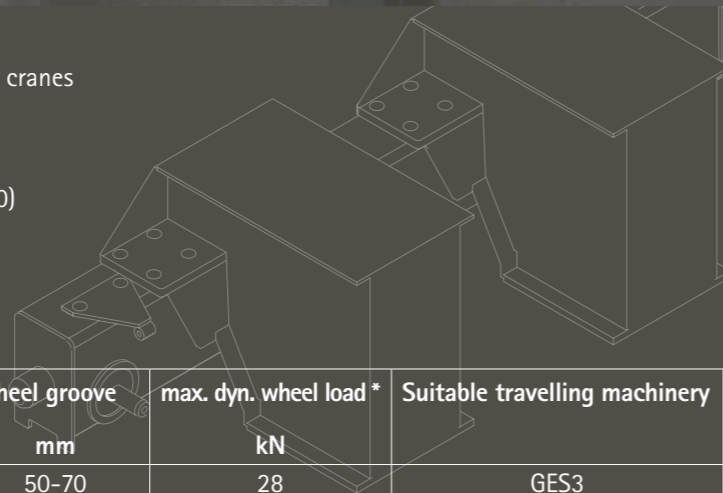 cranes
0)
heel groove max. dyn. wheel load * Suitable travelling machinery
mm kN
50-70 28 GES3